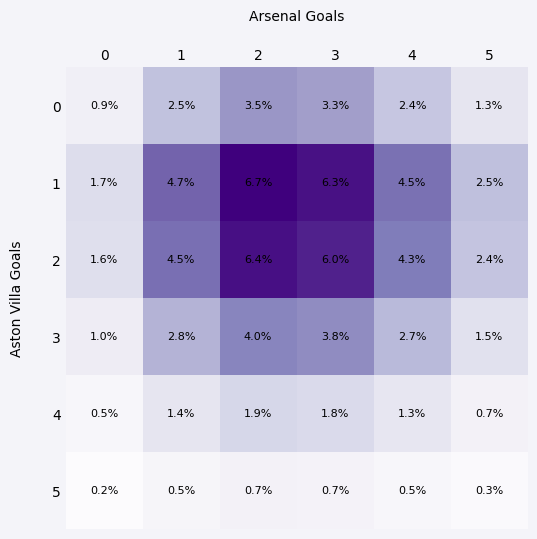 Arsenal Goals
0 1 2 3 4 5
0 0.9% 2.5% 3.5% 3.3% 2.4% 1.3%
1 1.7% 4.7% 6.7% 6.3% 4.5% 2.5%
2 1.6% 4.5% 6.4% 6.0% 4.3% 2.4%
3 1.0% 2.8% 4.0% 3.8% 2.7% 1.5%
4 0.5% 1.4% 1.9% 1.8% 1.3% 0.7%
5 0.2% 0.5% 0.7% 0.7% 0.5% 0.3%
Aston Villa Goals